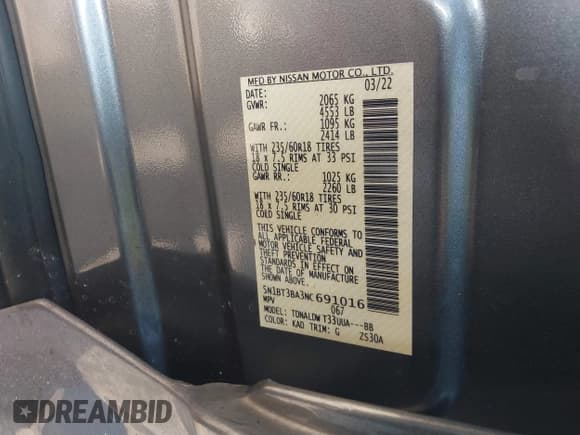 MFD BY NISSAN MOTOR CO., LTD.
DATE: 03/22
GVWR: 2065 KG
4553 LB
GAWR FR.: 1095 KG
2414 LB
WITH 235/60R18 TIRES
18 x 7.5 RIMS AT 33 PSI
COLD SINGLE
GAWR RR.: 1025 KG
2260 LB
WITH 235/60R18 TIRES
18 x 7.5 RIMS AT 30 PSI
COLD SINGLE
THIS VEHICLE CONFORMS TO
ALL APPLICABLE FEDERAL
MOTOR VEHICLE SAFETY AND
THEFT PREVENTION
STANDARDS IN EFFECT ON THE
DATE OF MANUFACTURE
SHOWN ABOVE.
5N1BT3BA3NC691016
MPV 067
MODEL: TDNALDW T33UUA---BB
COLOR: KAD TRIM: G ZS30A
DREAMBID